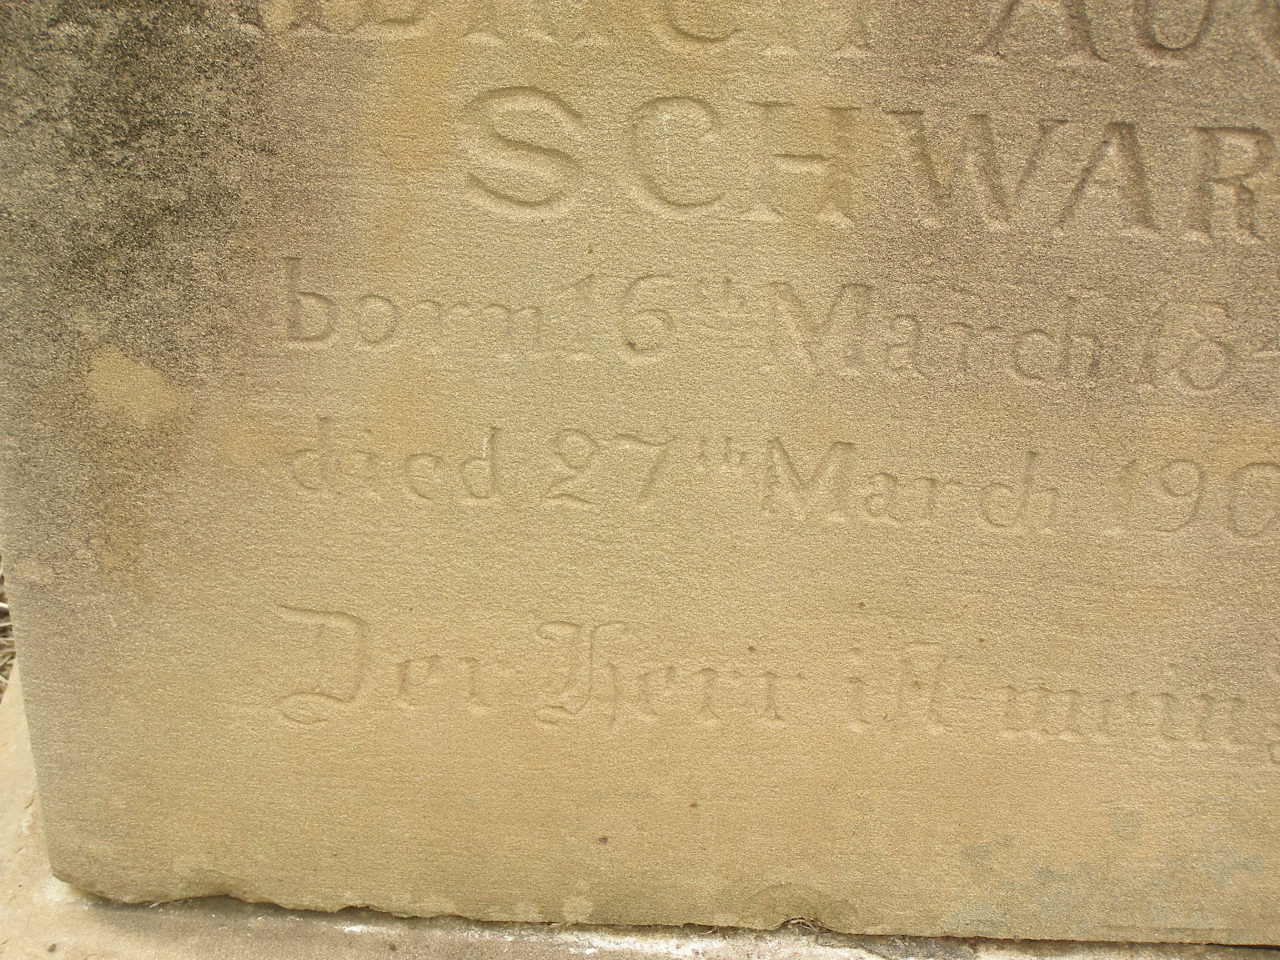 SCHWAR
born 16th March 18
died 27th March 190
Der Herr ist mein